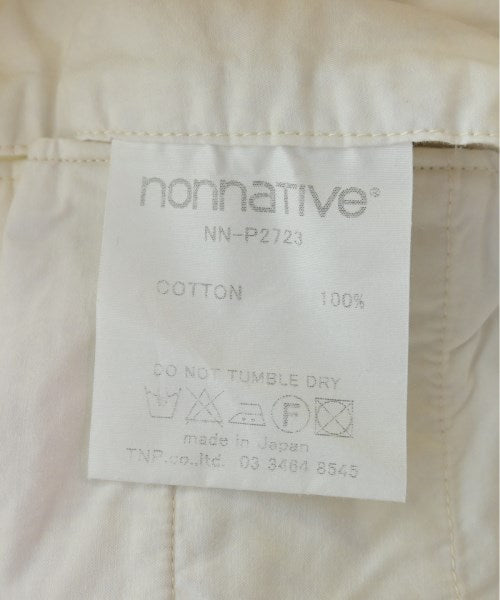 nonnative®
NN-P2723
COTTON 100%
DO NOT TUMBLE DRY
F
made in Japan
TNP.co.,ltd. 03 3464 8545